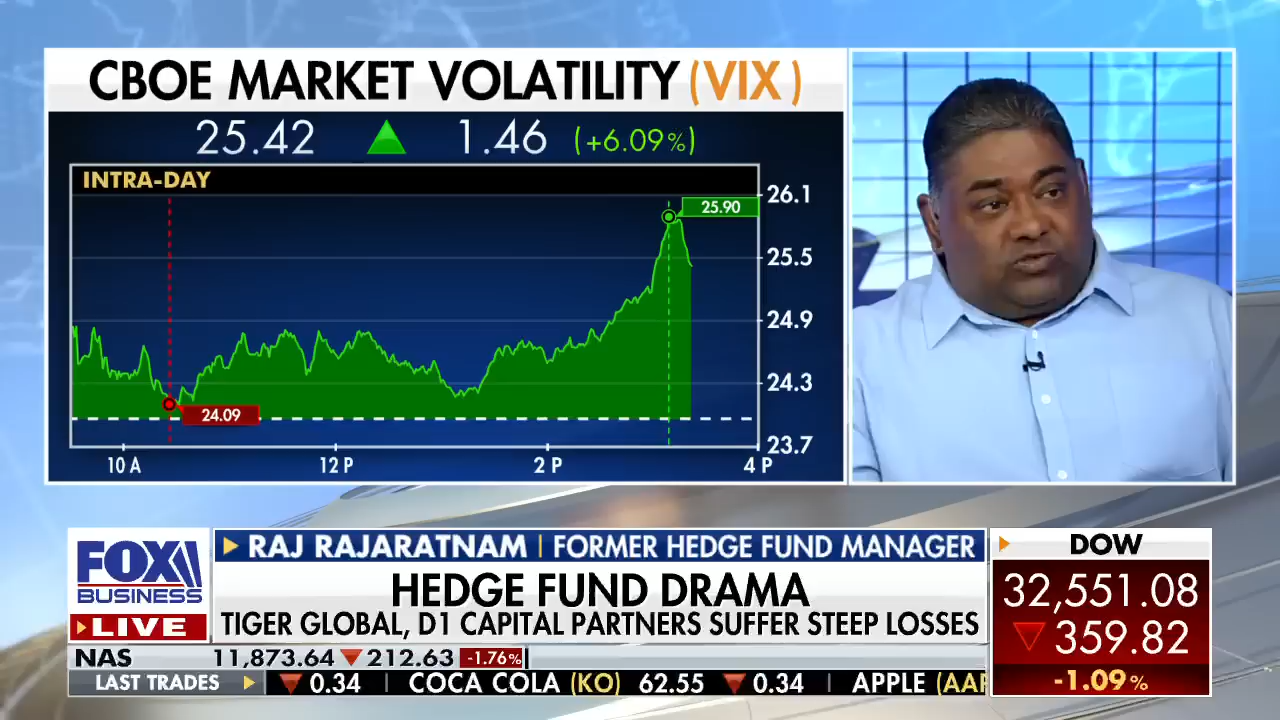 CBOE MARKET VOLATILITY (VIX)
25.42 ▲ 1.46 (+6.09%)
INTRA-DAY
26.1
25.90
25.5
24.9
24.3
24.09
23.7
10 A 12 P 2 P 4 P
FOX BUSINESS
LIVE
RAJ RAJARATNAM | FORMER HEDGE FUND MANAGER
HEDGE FUND DRAMA
TIGER GLOBAL, D1 CAPITAL PARTNERS SUFFER STEEP LOSSES
DOW
32,551.08
▼ 359.82
-1.09%
NAS 11,873.64 ▼ 212.63 -1.76%
LAST TRADES ▼ 0.34 | COCA COLA (KO) 62.55 ▼ 0.34 | APPLE (AAP